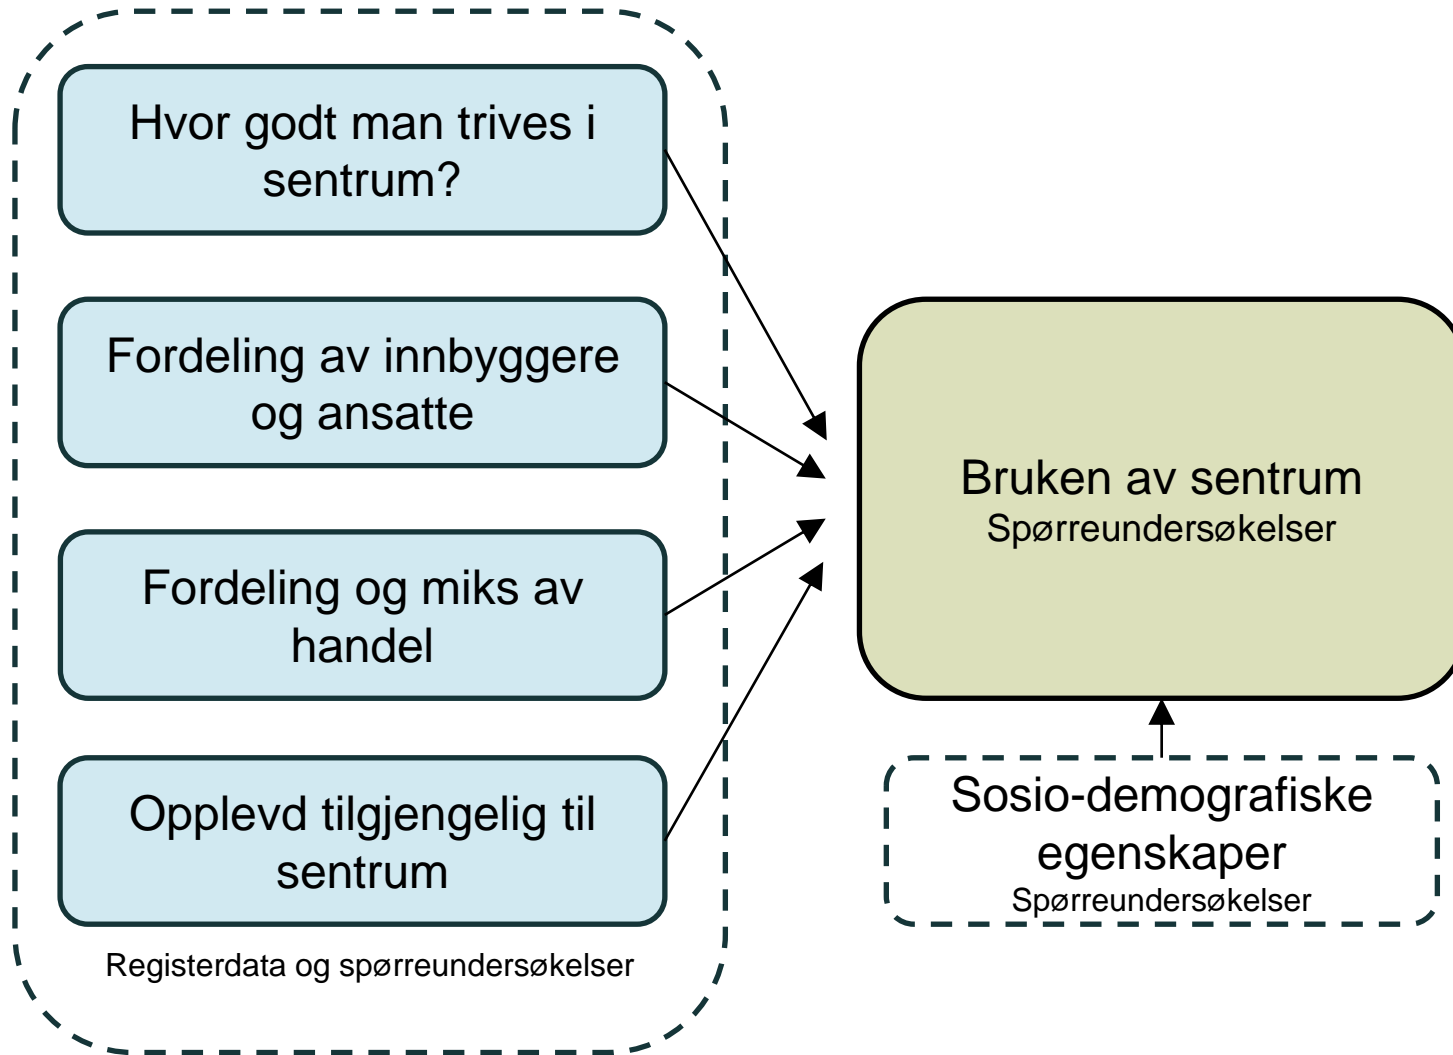 Hvor godt man trives i
sentrum?
Fordeling av innbyggere
og ansatte
Fordeling og miks av
handel
Opplevd tilgjengelig til
sentrum
Registerdata og spørreundersøkelser
Bruken av sentrum
Spørreundersøkelser
Sosio-demografiske
egenskaper
Spørreundersøkelser